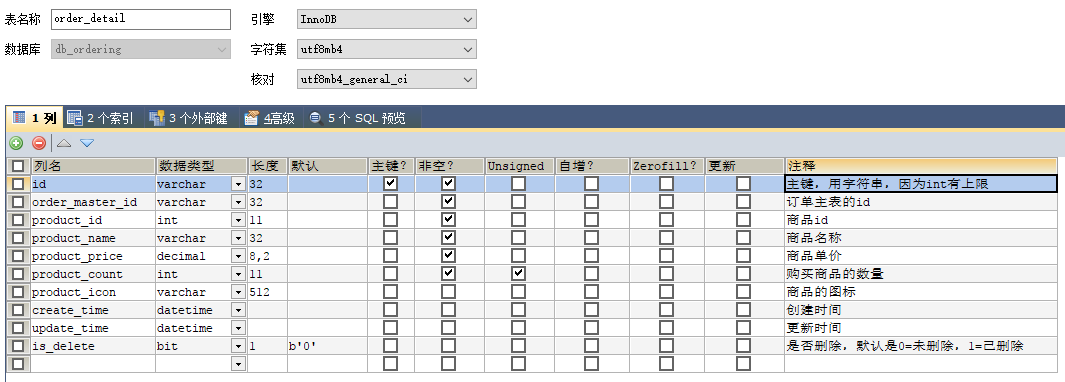 表名称 order_detail 引擎 InnoDB
数据库 db_ordering 字符集 utf8mb4
核对 utf8mb4_general_ci
1 列 2 个索引 3 个外部键 4高级 5 个 SQL 预览
列名 数据类型 长度 默认 主键? 非空? Unsigned 自增? Zerofill? 更新 注释
id varchar 32 主键，用字符串，因为int有上限
order_master_id varchar 32 订单主表的id
product_id int 11 商品id
product_name varchar 32 商品名称
product_price decimal 8,2 商品单价
product_count int 11 购买商品的数量
product_icon varchar 512 商品的图标
create_time datetime 创建时间
update_time datetime 更新时间
is_delete bit 1 b'0' 是否删除，默认是0=未删除，1=已删除